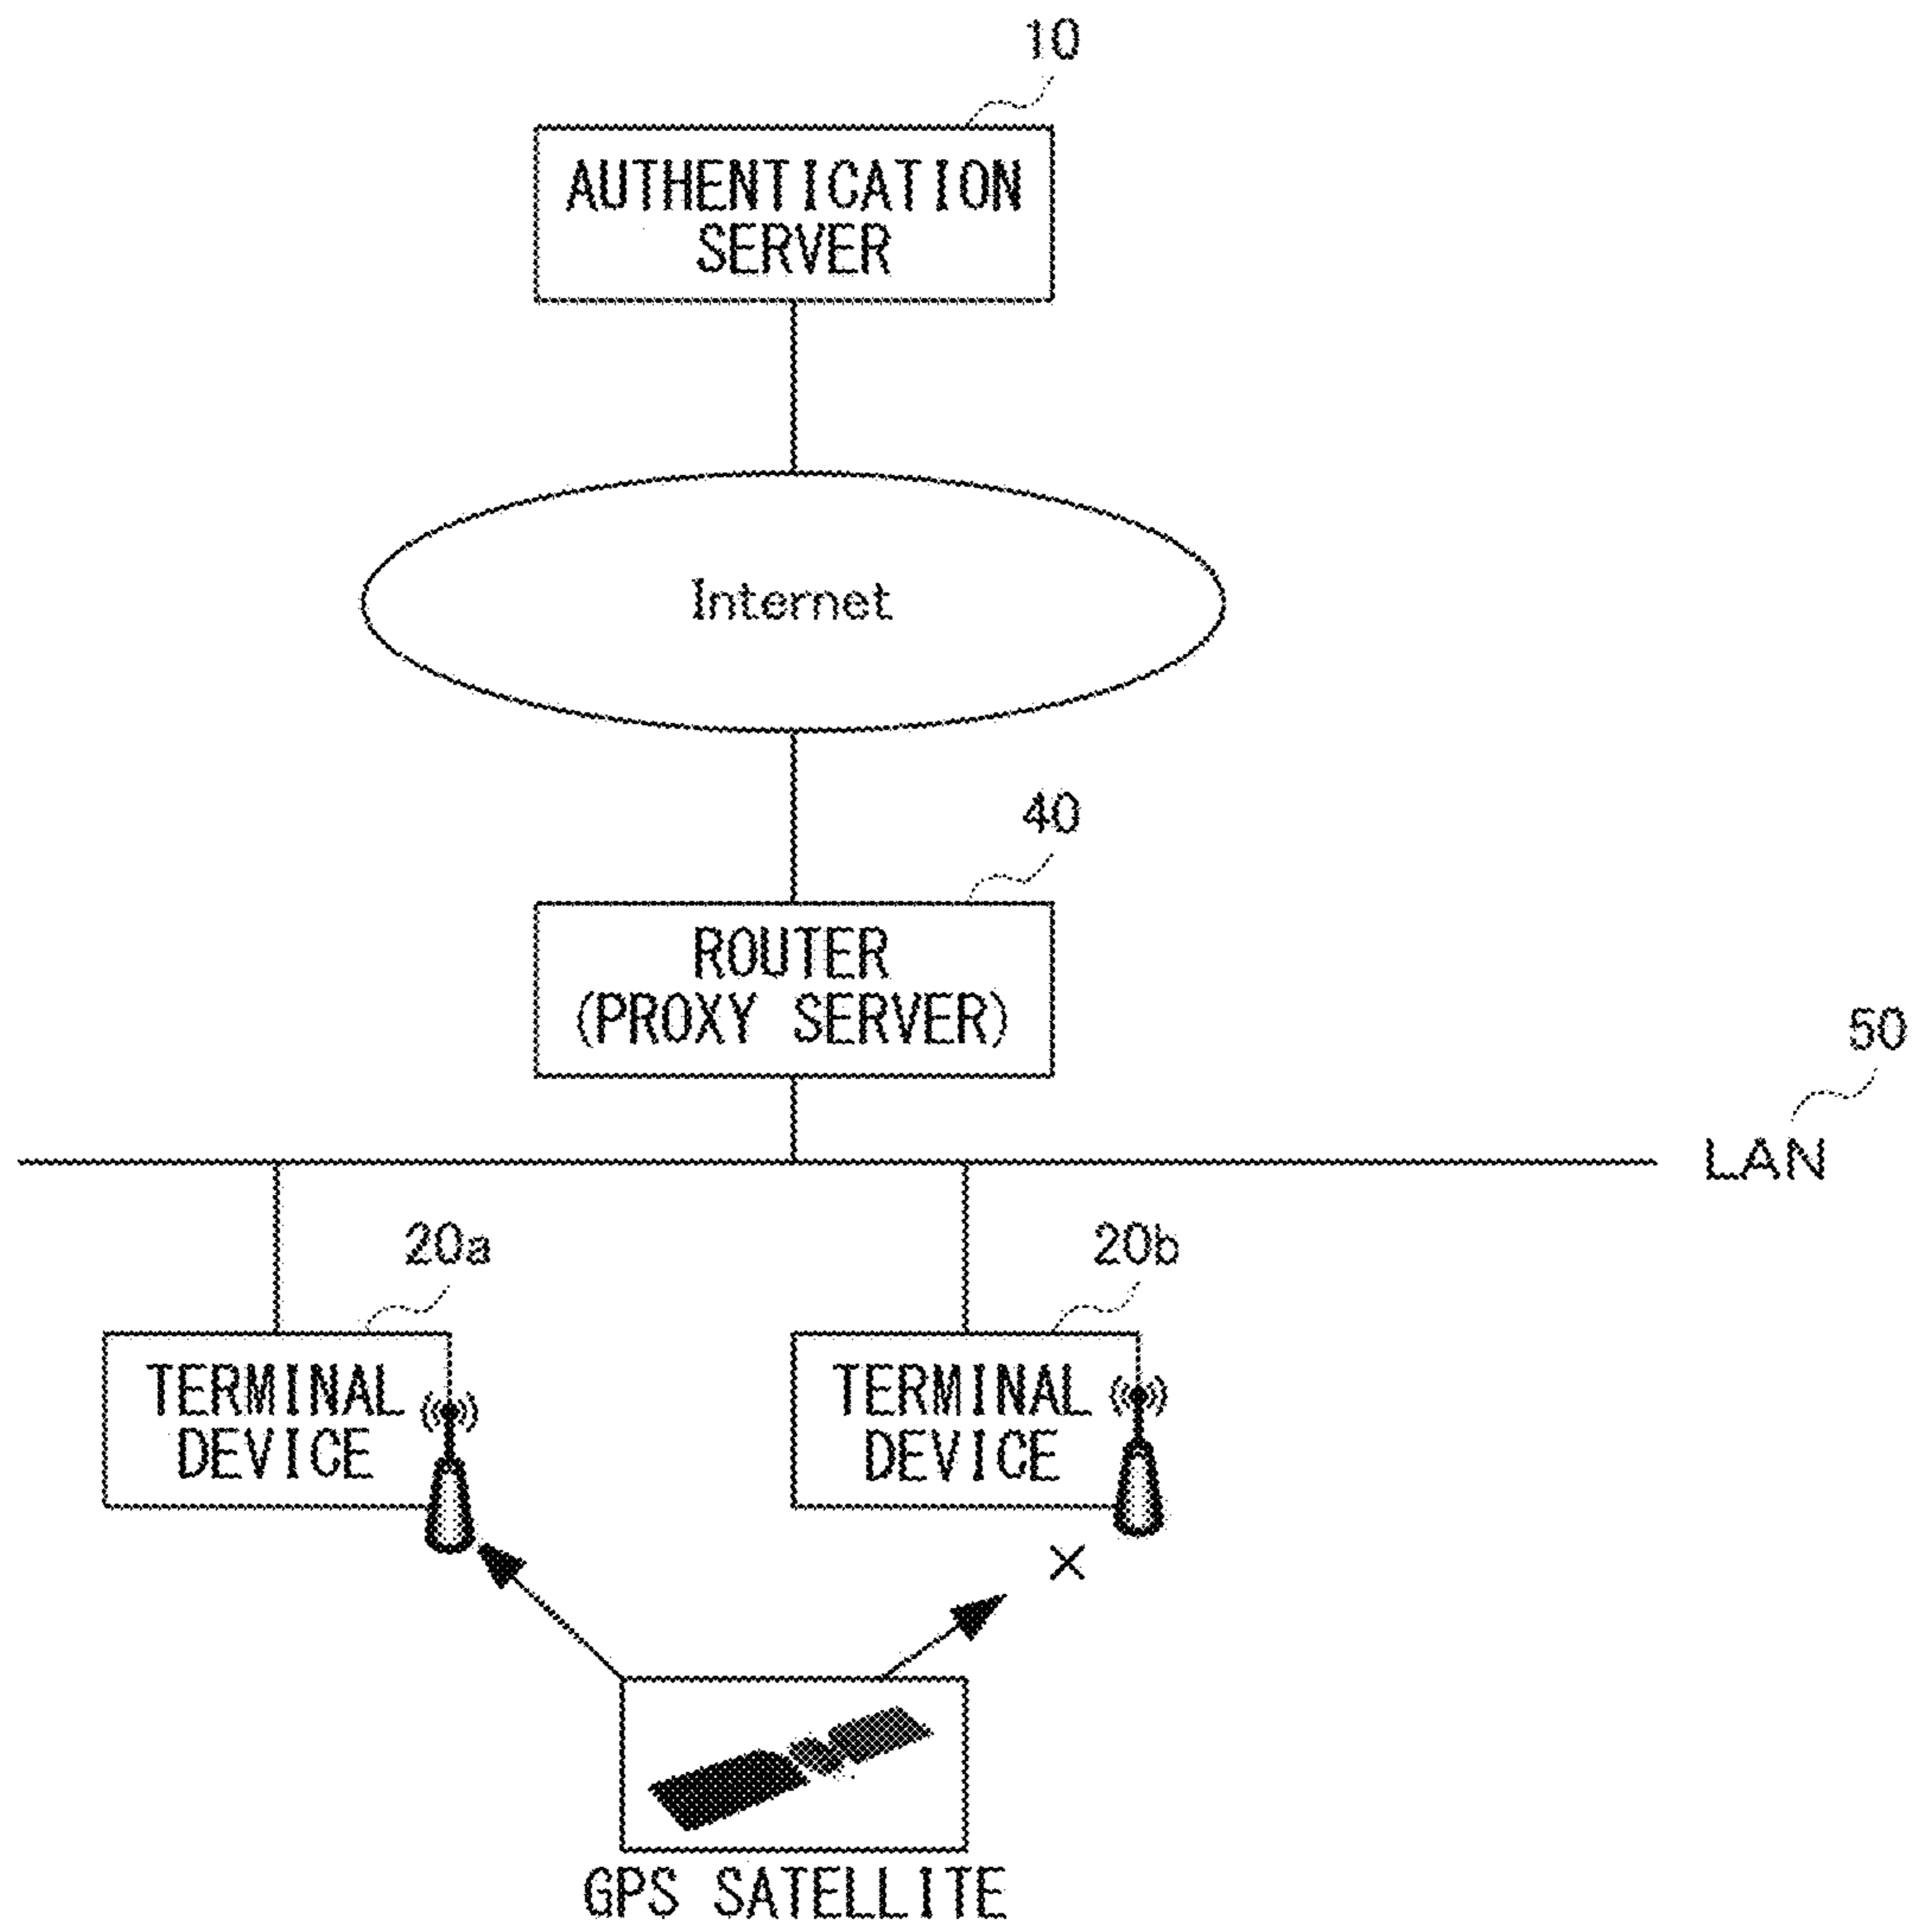 10
AUTHENTICATION
SERVER
Internet
40
ROUTER
(PROXY SERVER)
50
LAN
20a
20b
TERMINAL
DEVICE
TERMINAL
DEVICE
×
GPS SATELLITE